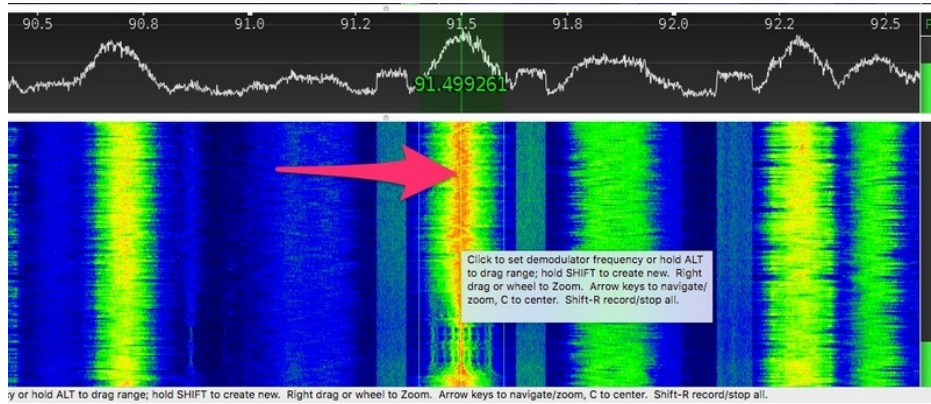 90.5 90.8 91.0 91.2 91.5 91.8 92.0 92.2 92.5
91.499261
Click to set demodulator frequency or hold ALT
to drag range; hold SHIFT to create new. Right
drag or wheel to Zoom. Arrow keys to navigate/
zoom, C to center. Shift-R record/stop all.
or hold ALT to drag range; hold SHIFT to create new. Right drag or wheel to Zoom. Arrow keys to navigate/zoom, C to center. Shift-R record/stop all.